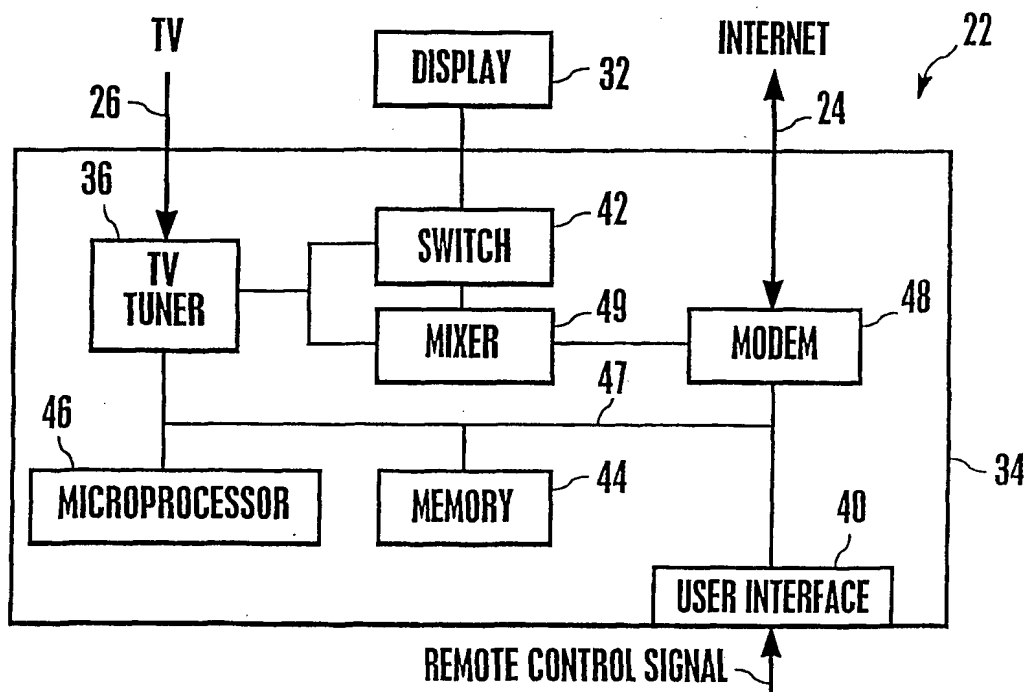 TV
DISPLAY
INTERNET
22
32
26
24
36
42
SWITCH
TV
TUNER
49
48
MIXER
MODEM
47
46
MICROPROCESSOR
MEMORY
44
34
40
USER INTERFACE
REMOTE CONTROL SIGNAL